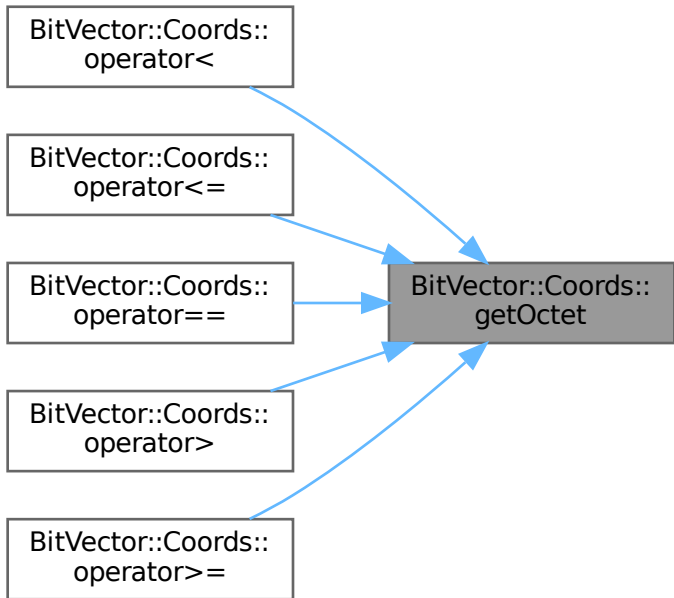 BitVector::Coords::
operator<
BitVector::Coords::
operator<=
BitVector::Coords::
operator==
BitVector::Coords::
getOctet
BitVector::Coords::
operator>
BitVector::Coords::
operator>=